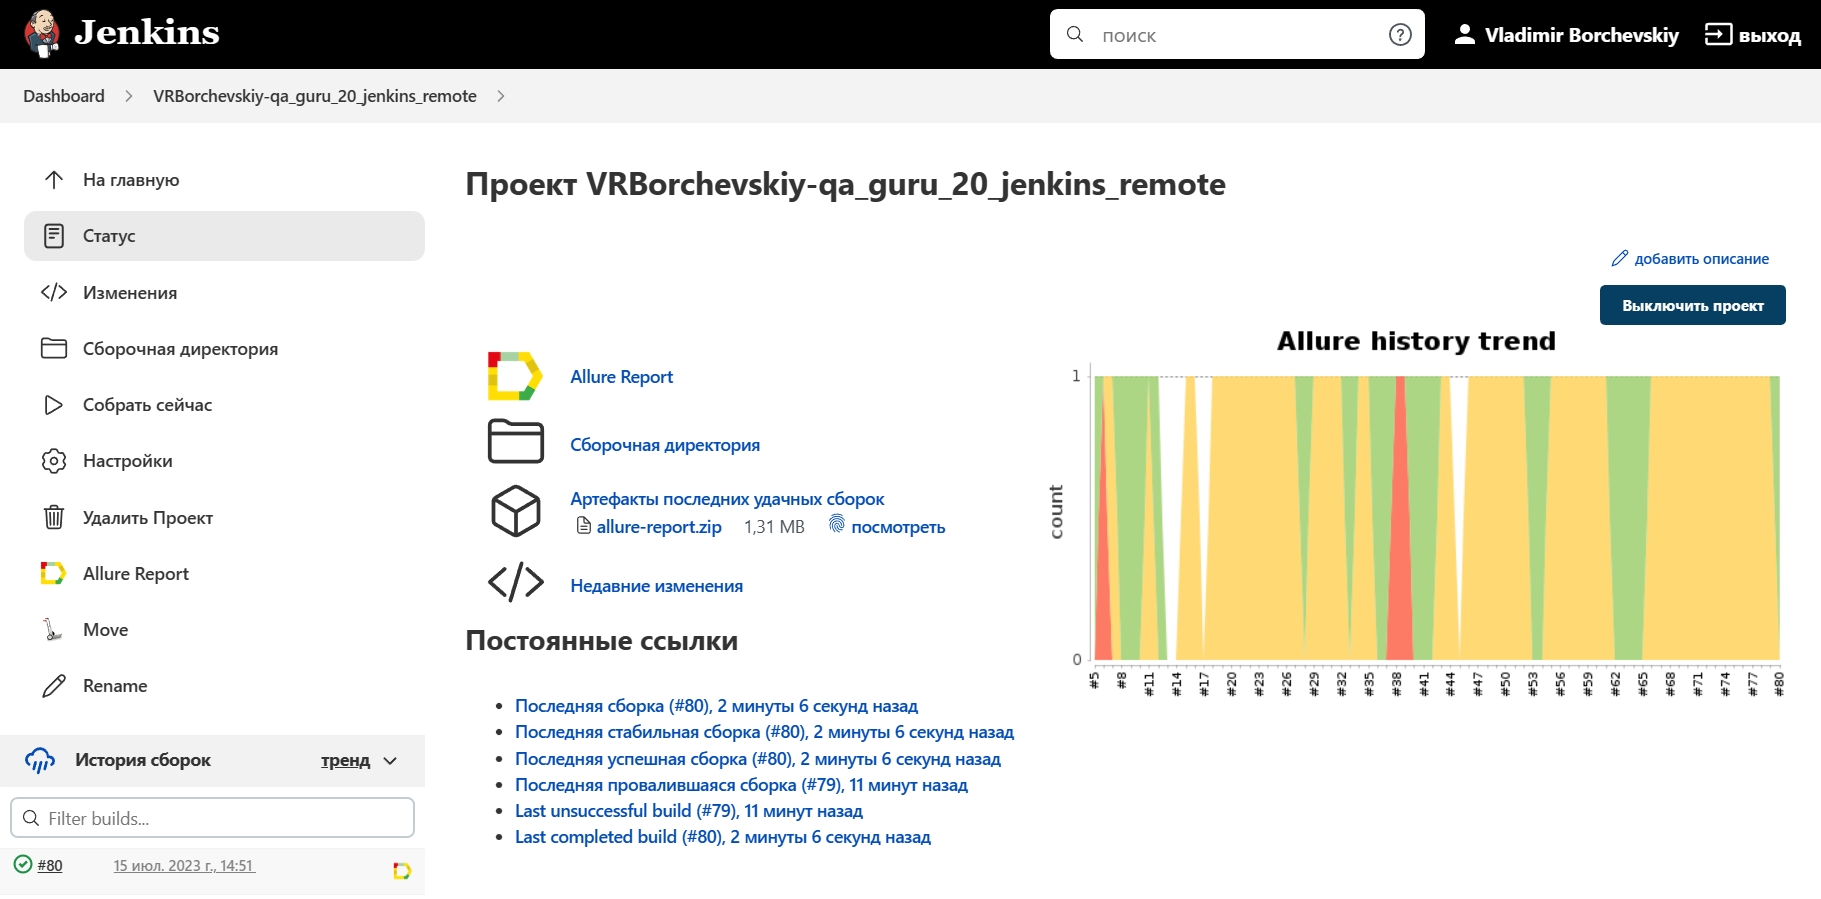 Jenkins
поиск
Vladimir Borchevskiy
выход
Dashboard
VRBorchevskiy-qa_guru_20_jenkins_remote
На главную
Статус
Изменения
Сборочная директория
Собрать сейчас
Настройки
Удалить Проект
Allure Report
Move
Rename
История сборок
тренд
Filter builds...
#80
15 июл. 2023 г., 14:51
Проект VRBorchevskiy-qa_guru_20_jenkins_remote
добавить описание
Выключить проект
Allure Report
Сборочная директория
Артефакты последних удачных сборок
allure-report.zip 1,31 MB посмотреть
Недавние изменения
Постоянные ссылки
Последняя сборка (#80), 2 минуты 6 секунд назад
Последняя стабильная сборка (#80), 2 минуты 6 секунд назад
Последняя успешная сборка (#80), 2 минуты 6 секунд назад
Последняя провалившаяся сборка (#79), 11 минут назад
Last unsuccessful build (#79), 11 минут назад
Last completed build (#80), 2 минуты 6 секунд назад
Allure history trend
count
1
0
#5 #8 #11 #14 #17 #20 #23 #26 #29 #32 #35 #38 #41 #44 #47 #50 #53 #56 #59 #62 #65 #68 #71 #74 #77 #80